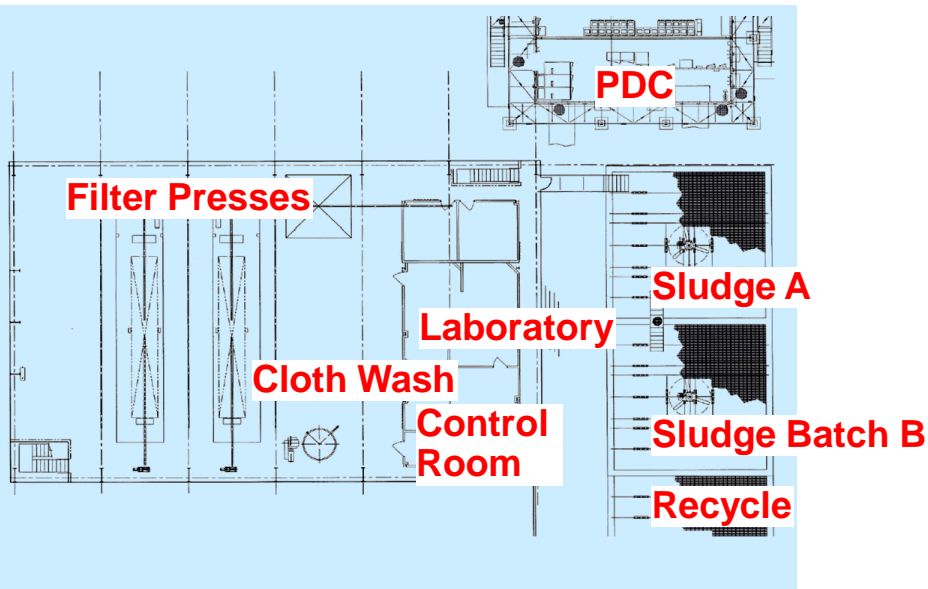 PDC
Filter Presses
Sludge A
Laboratory
Cloth Wash
Control
Room
Sludge Batch B
Recycle